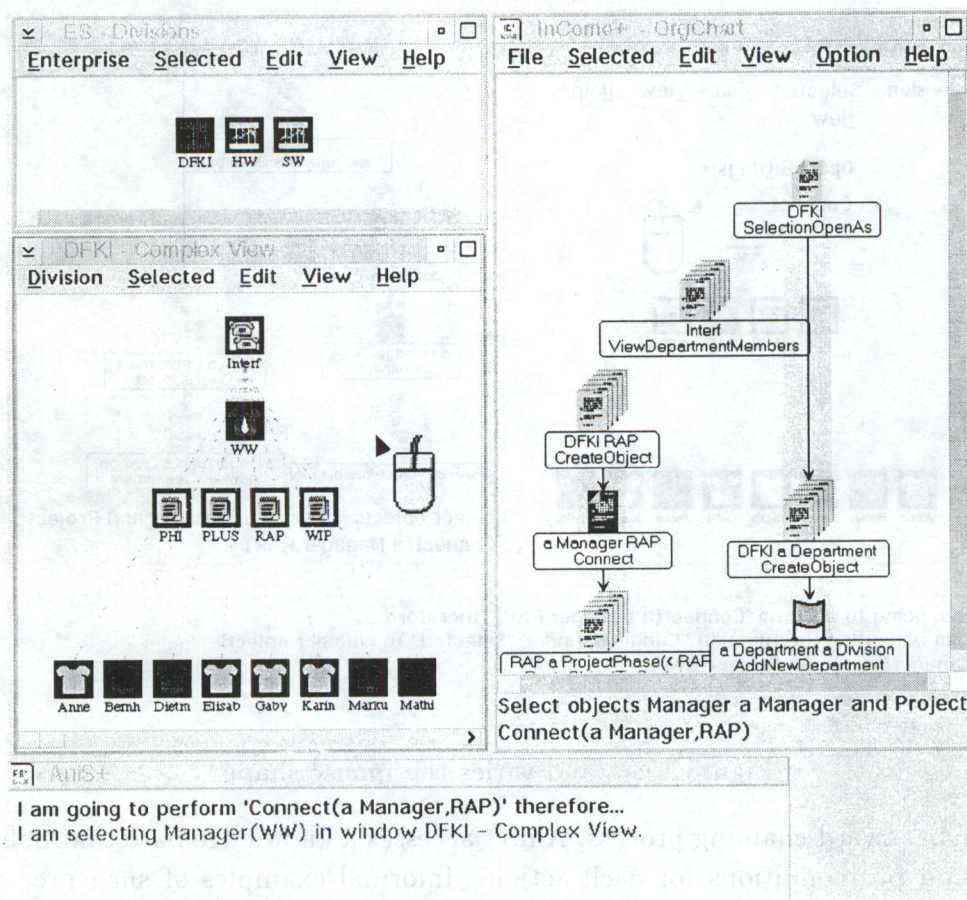 ES - Divisions
Enterprise Selected Edit View Help
DFKI HW SW
DFKI - Complex View
Division Selected Edit View Help
Interf
WW
PHI PLUS RAP WIP
Anne Bernh Dietm Elisab Gaby Karin Marku Mathi
InCome+ - OrgChart
File Selected Edit View Option Help
DFKI
SelectionOpenAs
Interf
ViewDepartmentMembers
DFKI RAP
CreateObject
a Manager RAP
Connect
DFKI a Department
CreateObject
RAP a ProjectPhase(< RAP
a Department a Division
AddNewDepartment
Select objects Manager a Manager and Project
Connect(a Manager,RAP)
AniS+
I am going to perform 'Connect(a Manager,RAP)' therefore...
I am selecting Manager(WW) in window DFKI – Complex View.